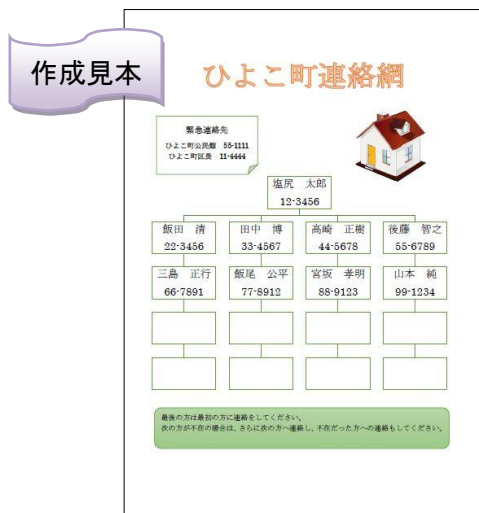 作成見本
ひよこ町連絡網
緊急連絡先
ひよこ町公民館 55-1111
ひよこ町区長 11-4444
塩尻 太郎
12-3456
飯田 清
22-3456
田中 博
33-4567
高崎 正樹
44-5678
後藤 智之
55-6789
三島 正行
66-7891
飯尾 公平
77-8912
宮坂 孝明
88-9123
山本 純
99-1234
最後の方は最初の方に連絡をしてください。
次の方が不在の場合は、さらに次の方へ連絡し、不在だった方への連絡もしてください。